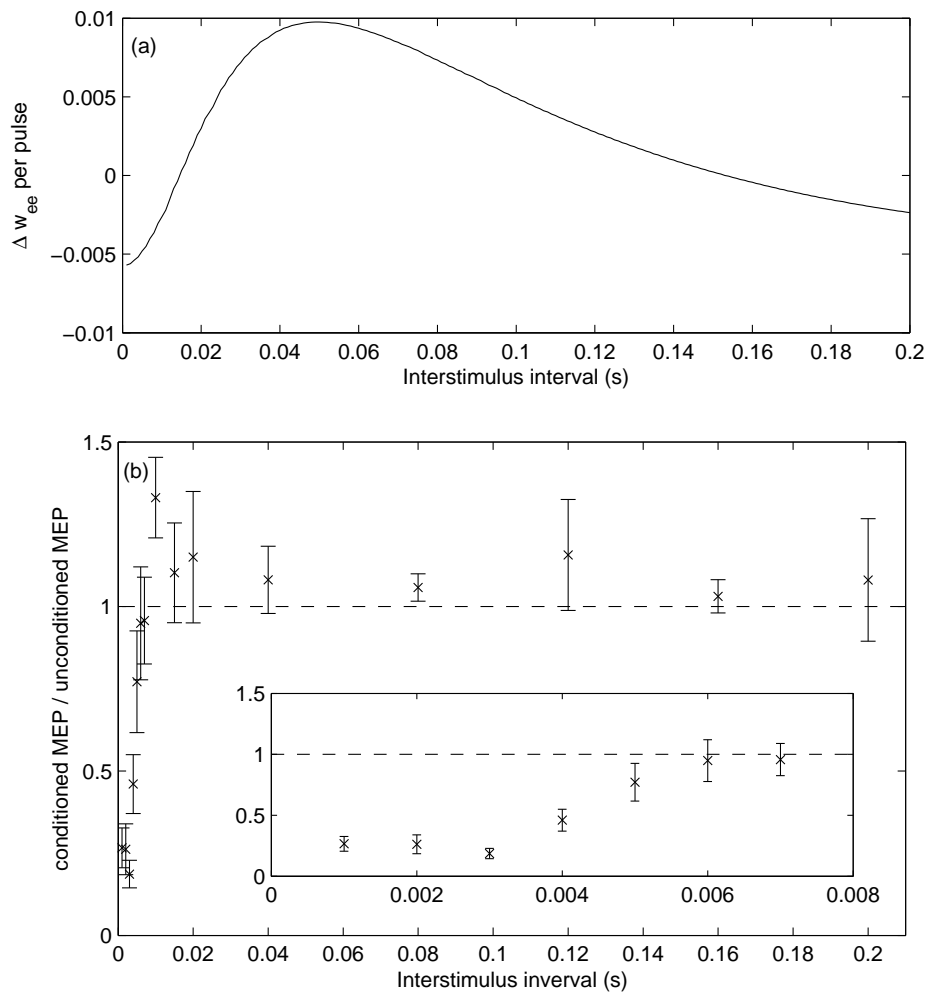 0.01
(a)
0.005
0
−0.005
−0.01
Δ w_ee per pulse
0 0.02 0.04 0.06 0.08 0.1 0.12 0.14 0.16 0.18 0.2
Interstimulus interval (s)
1.5
(b)
1
0.5
0
conditioned MEP / unconditioned MEP
1.5
1
0.5
0
0 0.002 0.004 0.006 0.008
0 0.02 0.04 0.06 0.08 0.1 0.12 0.14 0.16 0.18 0.2
Interstimulus inverval (s)